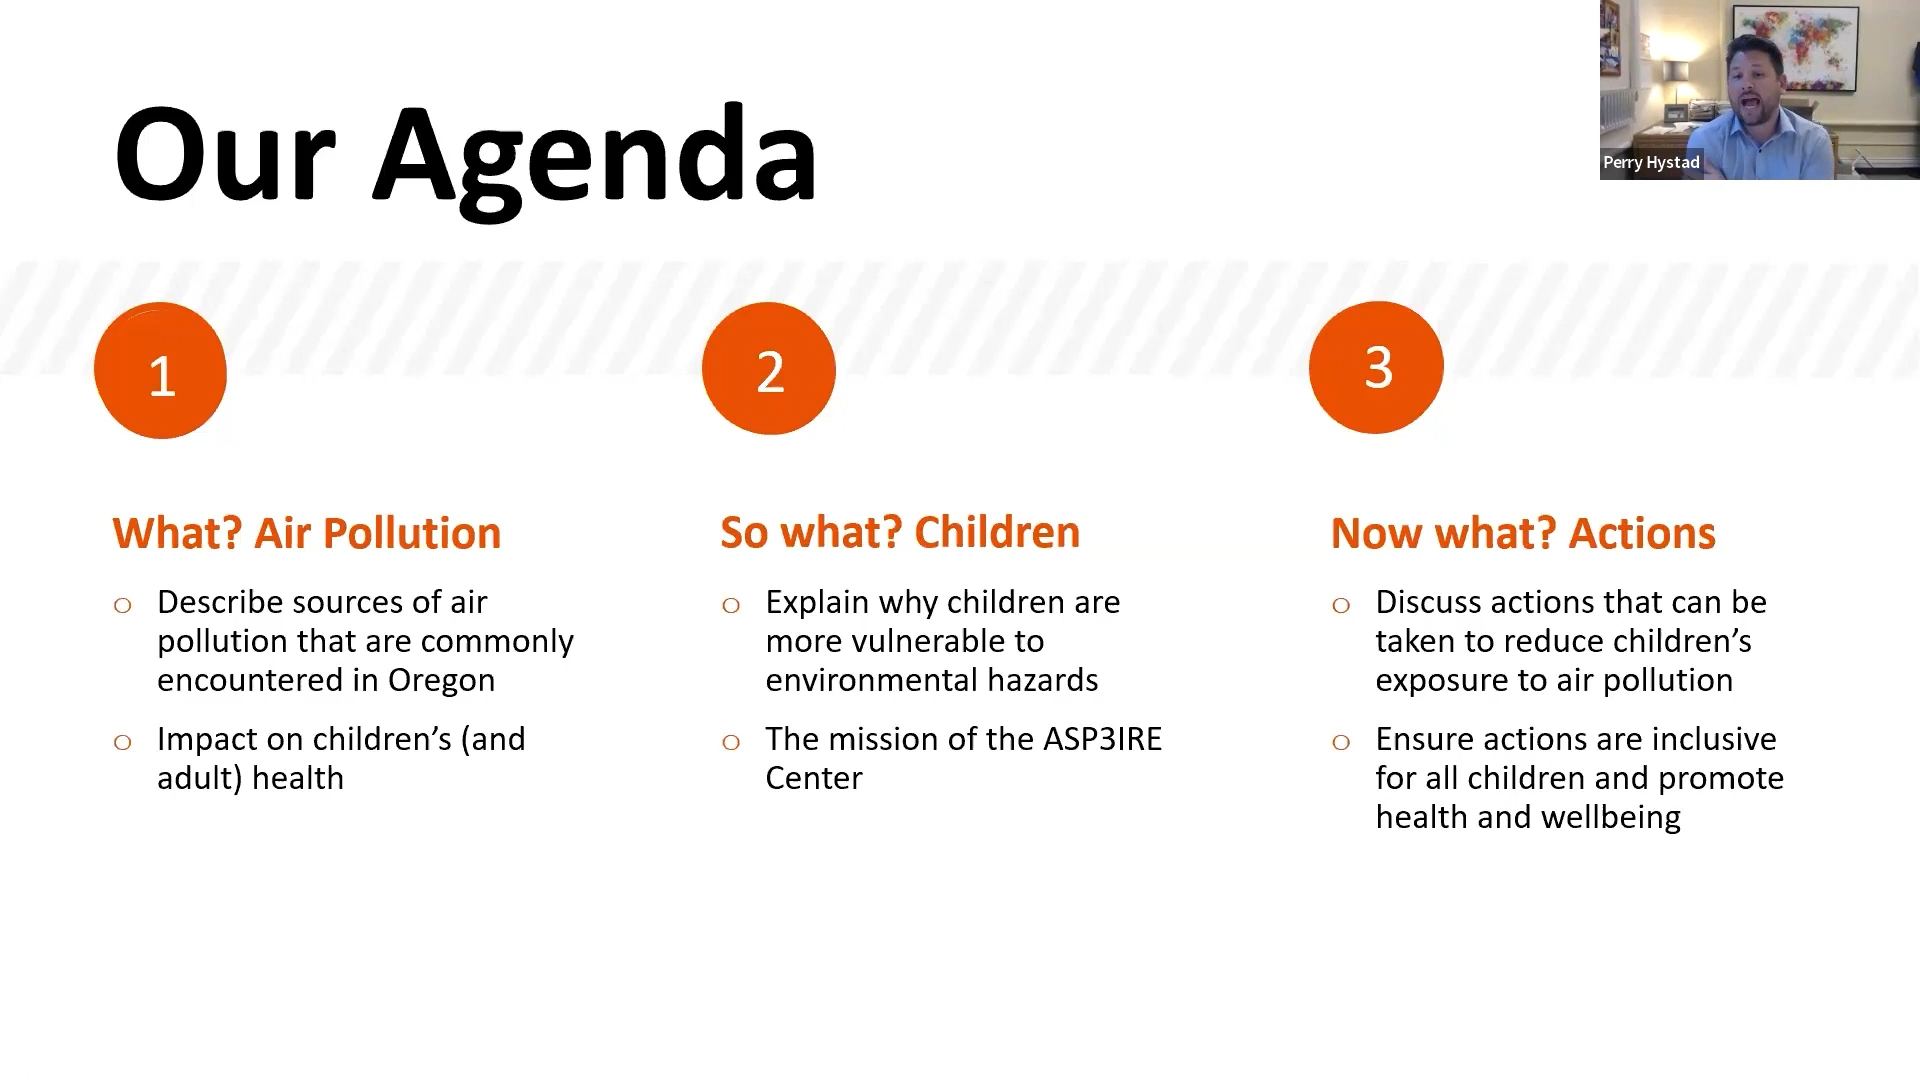 Our Agenda
Perry Hystad
1
2
3
What? Air Pollution
o Describe sources of air
pollution that are commonly
encountered in Oregon
o Impact on children’s (and
adult) health
So what? Children
o Explain why children are
more vulnerable to
environmental hazards
o The mission of the ASP3IRE
Center
Now what? Actions
o Discuss actions that can be
taken to reduce children’s
exposure to air pollution
o Ensure actions are inclusive
for all children and promote
health and wellbeing